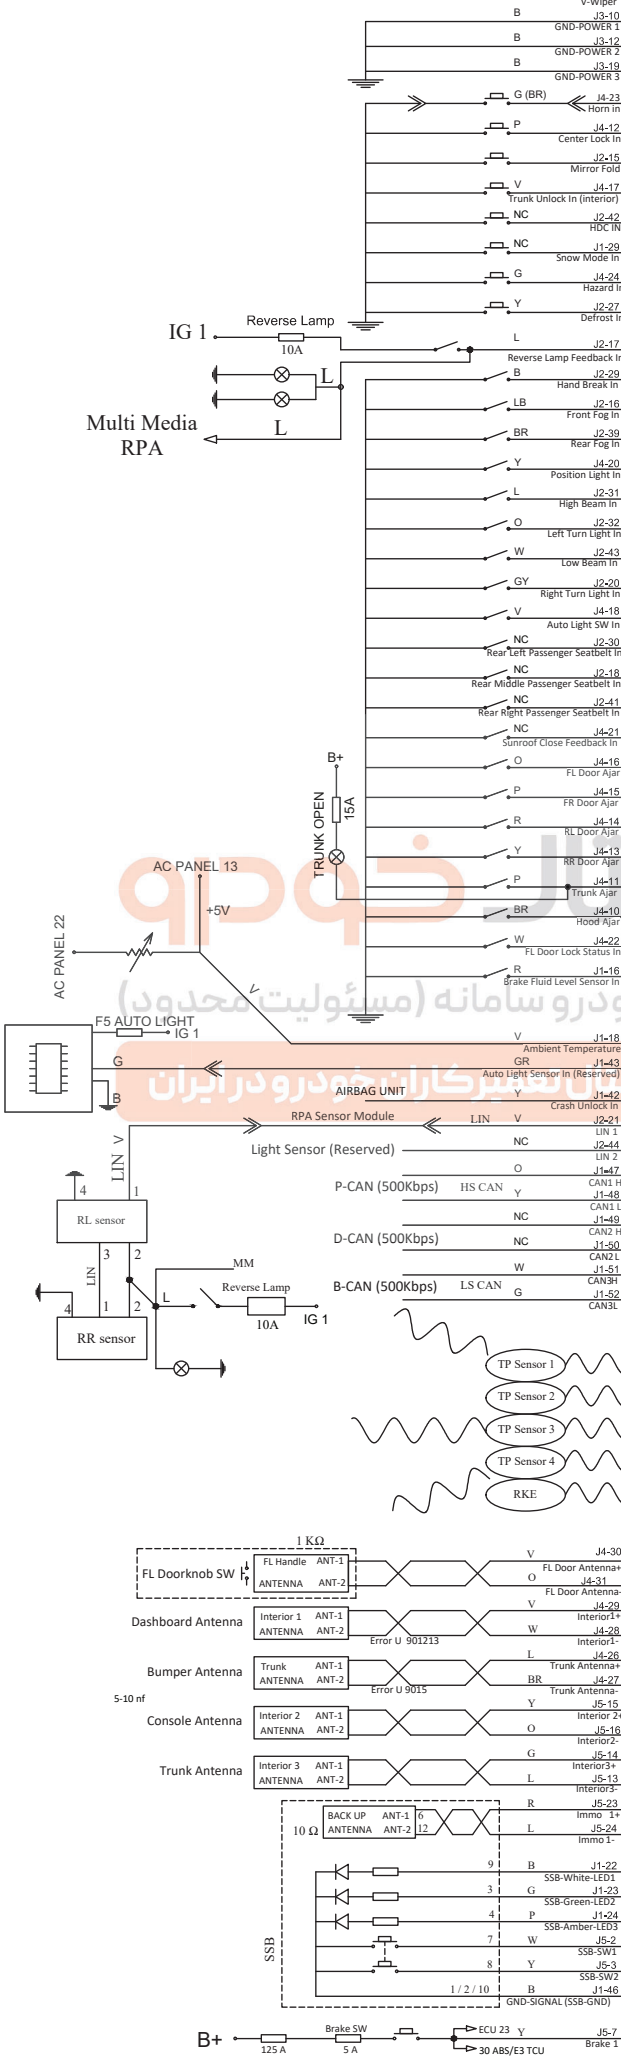 V-Wiper
B J3-10
GND-POWER 1
B J3-12
GND-POWER 2
B J3-19
GND-POWER 3
G (BR) J4-23
Horn in
P J4-12
Center Lock In
J2-15
Mirror Fold
V J4-17
Trunk Unlock In (interior)
NC J2-42
HDC IN
NC J1-29
Snow Mode In
G J4-24
Hazard In
Y J2-27
Defrost In
IG 1 Reverse Lamp 10A L J2-17
Reverse Lamp Feedback In
L
L
Multi Media
RPA
B J2-29
Hand Break In
LB J2-16
Front Fog In
BR J2-39
Rear Fog In
Y J4-20
Position Light In
L J2-31
High Beam In
O J2-32
Left Turn Light In
W J2-43
Low Beam In
GY J2-20
Right Turn Light In
V J4-18
Auto Light SW In
NC J2-30
Rear Left Passenger Seatbelt In
NC J2-18
Rear Middle Passenger Seatbelt In
NC J2-41
Rear Right Passenger Seatbelt In
NC J4-21
Sunroof Close Feedback In
B+
15A
TRUNK OPEN
O J4-16
FL Door Ajar
P J4-15
FR Door Ajar
R J4-14
RL Door Ajar
Y J4-13
RR Door Ajar
P J4-11
Trunk Ajar
BR J4-10
Hood Ajar
W J4-22
FL Door Lock Status In
R J1-16
Brake Fluid Level Sensor In
AC PANEL 13
+5V
AC PANEL 22
V
خودرو
ودرو سامانه (مسئولیت محدود)
تعمیرکاران خودرو در ایران
V J1-18
Ambient Temperature
F5 AUTO LIGHT
IG 1
G
B
GR J1-43
Auto Light Sensor In (Reserved)
AIRBAG UNIT Y J1-42
Crash Unlock In
RPA Sensor Module LIN V J2-21
LIN 1
Light Sensor (Reserved) NC J2-44
LIN 2
O J1-47
CAN1 H
P-CAN (500Kbps) HS CAN Y J1-48
CAN1 L
NC J1-49
CAN2 H
D-CAN (500Kbps) NC J1-50
CAN2 L
W J1-51
CAN3H
B-CAN (500Kbps) LS CAN G J1-52
CAN3L
LIN V
4 1
RL sensor
3 2
LIN
4 1 2
RR sensor
MM
L
Reverse Lamp
10A
IG 1
TP Sensor 1
TP Sensor 2
TP Sensor 3
TP Sensor 4
RKE
1 KΩ
FL Doorknob SW FL Handle ANT-1 V J4-30
FL Door Antenna+
ANTENNA ANT-2 O J4-31
FL Door Antenna-
Dashboard Antenna Interior 1 ANT-1 V J4-29
Interior1+
ANTENNA ANT-2 W J4-28
Interior1-
Error U 901213
Bumper Antenna Trunk ANT-1 L J4-26
Trunk Antenna+
ANTENNA ANT-2 BR J4-27
Trunk Antenna-
Error U 9015
5-10 nf
Console Antenna Interior 2 ANT-1 Y J5-15
Interior 2+
ANTENNA ANT-2 O J5-16
Interior2-
Trunk Antenna Interior 3 ANT-1 G J5-14
Interior3+
ANTENNA ANT-2 L J5-13
Interior3-
10 Ω BACK UP ANT-1 6 R J5-23
Immo 1+
ANTENNA ANT-2 12 L J5-24
Immo 1-
SSB
9 B J1-22
SSB-White-LED1
3 G J1-23
SSB-Green-LED2
4 P J1-24
SSB-Amber-LED3
7 W J5-2
SSB-SW1
8 Y J5-3
SSB-SW2
1 / 2 / 10 B J1-46
GND-SIGNAL (SSB-GND)
B+ 125 A Brake SW 5 A ECU 23 Y J5-7
Brake 1
30 ABS/E3 TCU